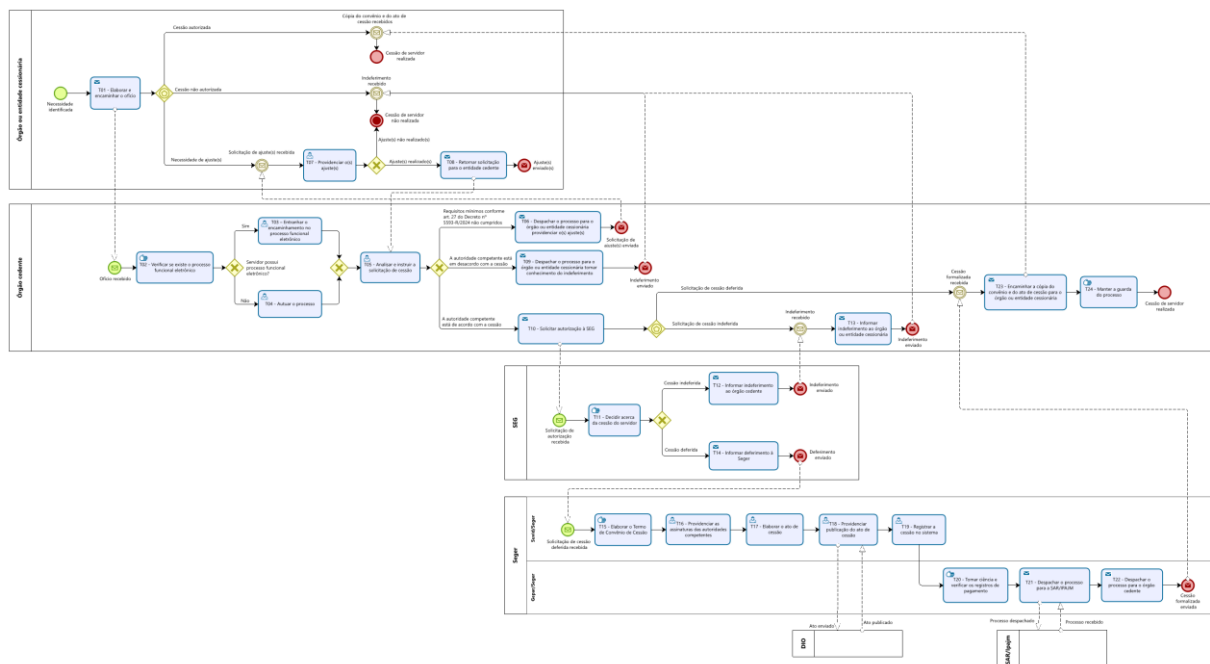 Órgão ou entidade cessionária
Necessidade
identificada
T01 - Elaborar e
encaminhar o ofício
Cessão autorizada
Cópia do convênio e do ato de
cessão recebidos
Cessão de servidor
realizada
Cessão não autorizada
Indeferimento
recebido
Cessão de servidor
não realizada
Ajuste(s) não realizado(s)
Necessidade de ajuste(s)
Solicitação de ajuste(s) recebida
T07 - Providenciar o(s)
ajuste(s)
Ajuste(s) realizado(s)
T08 - Retornar solicitação
para o entidade cedente
Ajuste(s)
enviado(s)
Órgão cedente
Ofício recebido
T02 - Verificar se existe o processo
funcional eletrônico
Sim
Servidor possui
processo funcional
eletrônico?
Não
T03 - Entranhar o
encaminhamento no
processo funcional
eletrônico
T04 - Autuar o processo
T05 - Analisar e instruir a
solicitação de cessão
Requisitos mínimos conforme
art. 27 do Decreto nº
não cumpridos
T06 - Despachar o processo para o
órgão ou entidade cessionária
providenciar o(s) ajuste(s)
Solicitação de
ajuste(s) enviada
A autoridade competente está
em desacordo com a cessão
T09 - Despachar o processo para o
órgão ou entidade cessionária tomar
conhecimento do indeferimento
Indeferimento
enviado
A autoridade competente
está de acordo com a cessão
T10 - Solicitar autorização à SEG
Solicitação de cessão deferida
Solicitação de cessão indeferida
Indeferimento
recebido
T13 - Informar
indeferimento ao órgão
ou entidade cessionária
Indeferimento
enviado
Cessão
formalizada
recebida
T23 - Encaminhar a cópia do
convênio e do ato de cessão para o
órgão ou entidade cessionária
T24 - Manter a guarda
do processo
Cessão de servidor
realizada
SEG
Solicitação de
autorização
recebida
T11 - Decidir acerca
da cessão do servidor
Cessão indeferida
T12 - Informar indeferimento
ao órgão cedente
Indeferimento
enviado
Cessão deferida
T14 - Informar deferimento à
Seger
Deferimento
enviado
Seger
Solicitação de cessão
deferida recebida
T15 - Elaborar o Termo
de Convênio de Cessão
T16 - Providenciar as
assinaturas das autoridades
competentes
T17 - Elaborar o ato de
cessão
T18 - Providenciar
publicação do ato de
cessão
T19 - Registrar a
cessão no sistema
T20 - Tomar ciência e
verificar os registros de
pagamento
T21 - Despachar o processo
para a SAR/IPAJM
T22 - Despachar o
processo para o órgão
cedente
Cessão
formalizada
enviada
Ato enviado
Ato publicado
Processo despachado
Processo recebido
DIO
SAR/Ipajm